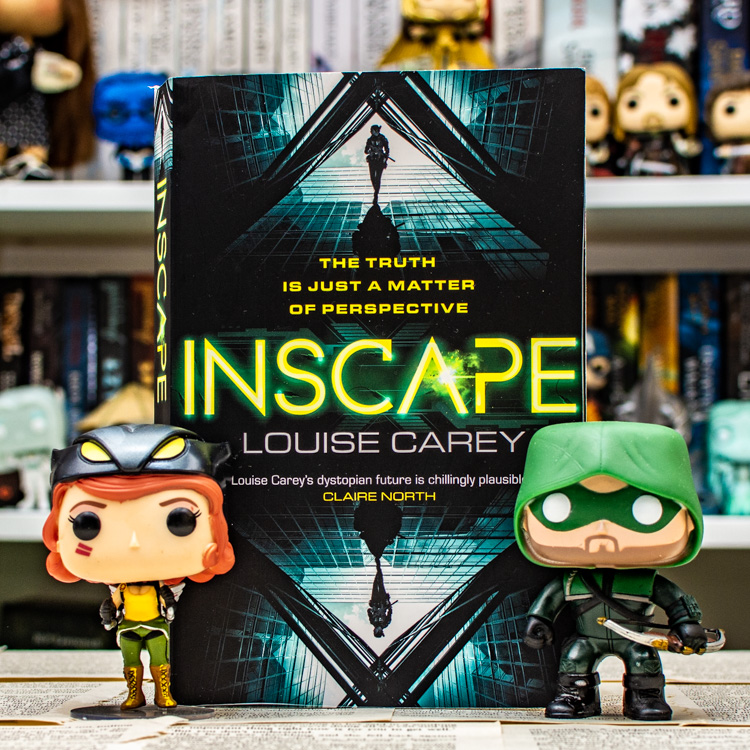 INSCAPE
THE TRUTH
IS JUST A MATTER
OF PERSPECTIVE
INSCAPE
LOUISE CAREY
Louise Carey's dystopian future is chillingly plausible
CLAIRE NORTH